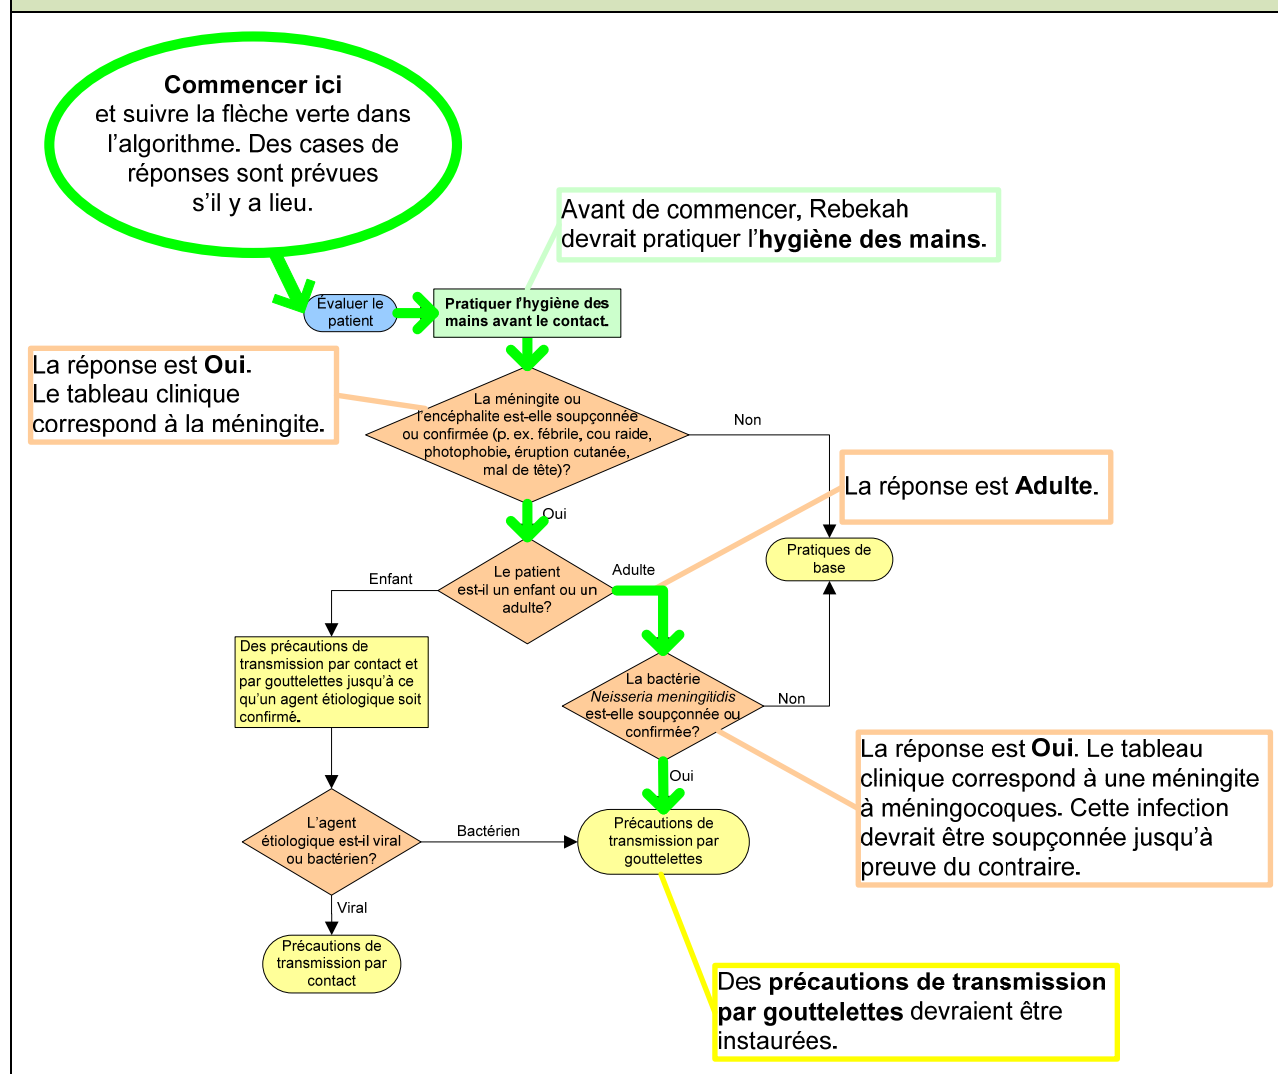 Commencer ici
et suivre la flèche verte dans
l'algorithme. Des cases de
réponses sont prévues
s'il y a lieu.
Avant de commencer, Rebekah
devrait pratiquer l'hygiène des mains.
Évaluer le
patient
Pratiquer l'hygiène des
mains avant le contact.
La réponse est Oui.
Le tableau clinique
correspond à la méningite.
La méningite ou
l'encéphalite est-elle soupçonnée
ou confirmée (p. ex. fébrile, cou raide,
photophobie, éruption cutanée,
mal de tête)?
Non
La réponse est Adulte.
Oui
Pratiques de
base
Le patient
est-il un enfant ou un
adulte?
Enfant
Adulte
Des précautions de
transmission par contact et
par gouttelettes jusqu'à ce
qu'un agent étiologique soit
confirmé.
La bactérie
Neisseria meningitidis
est-elle soupçonnée ou
confirmée?
Non
La réponse est Oui. Le tableau
clinique correspond à une méningite
à méningocoques. Cette infection
devrait être soupçonnée jusqu'à
preuve du contraire.
Oui
L'agent
étiologique est-il viral
ou bactérien?
Bactérien
Précautions de
transmission par
gouttelettes
Viral
Précautions de
transmission par
contact
Des précautions de transmission
par gouttelettes devraient être
instaurées.